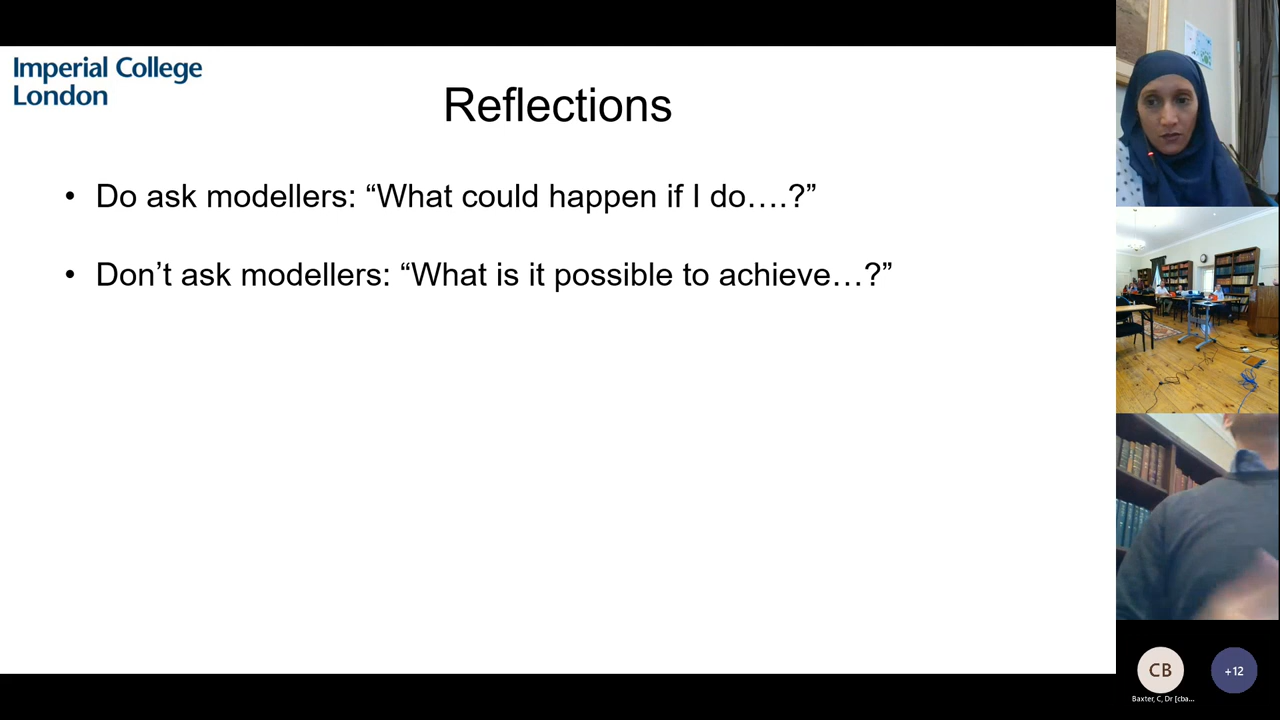 Imperial College
London
Reflections
• Do ask modellers: “What could happen if I do….?”
• Don’t ask modellers: “What is it possible to achieve…?”
CB
+12
Baxter, C, Dr [cba...